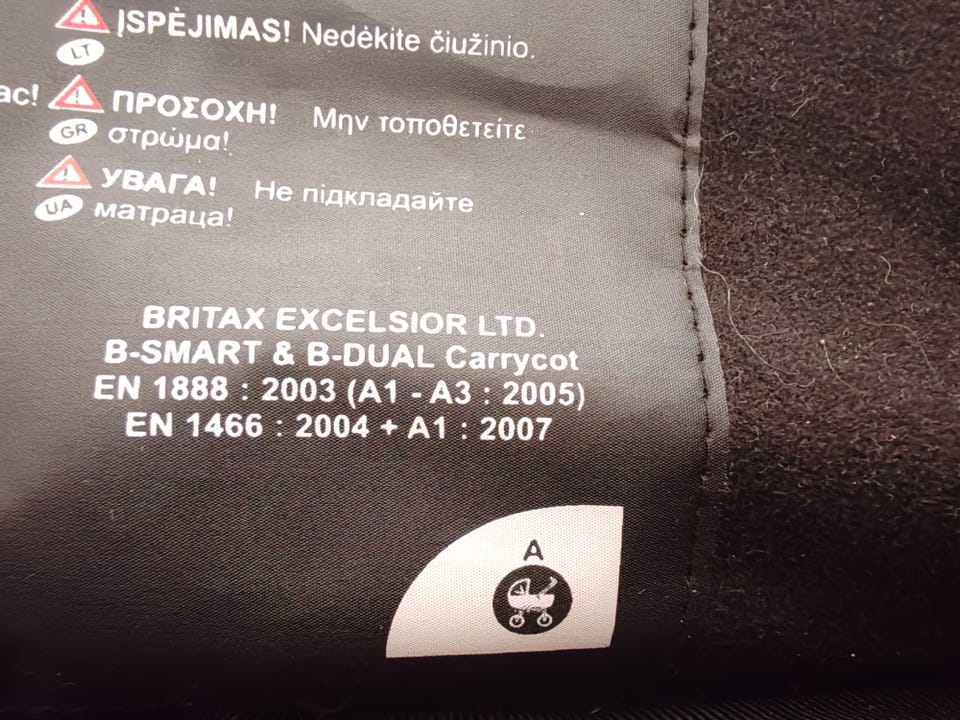 ĮSPĖJIMAS! Nedėkite čiužinio.
LT
ac! ΠΡΟΣΟΧΗ! Μην τοποθετείτε
GR στρώμα!
УВАГА! Не підкладайте
UA матраца!
BRITAX EXCELSIOR LTD.
B-SMART & B-DUAL Carrycot
EN 1888 : 2003 (A1 - A3 : 2005)
EN 1466 : 2004 + A1 : 2007
A